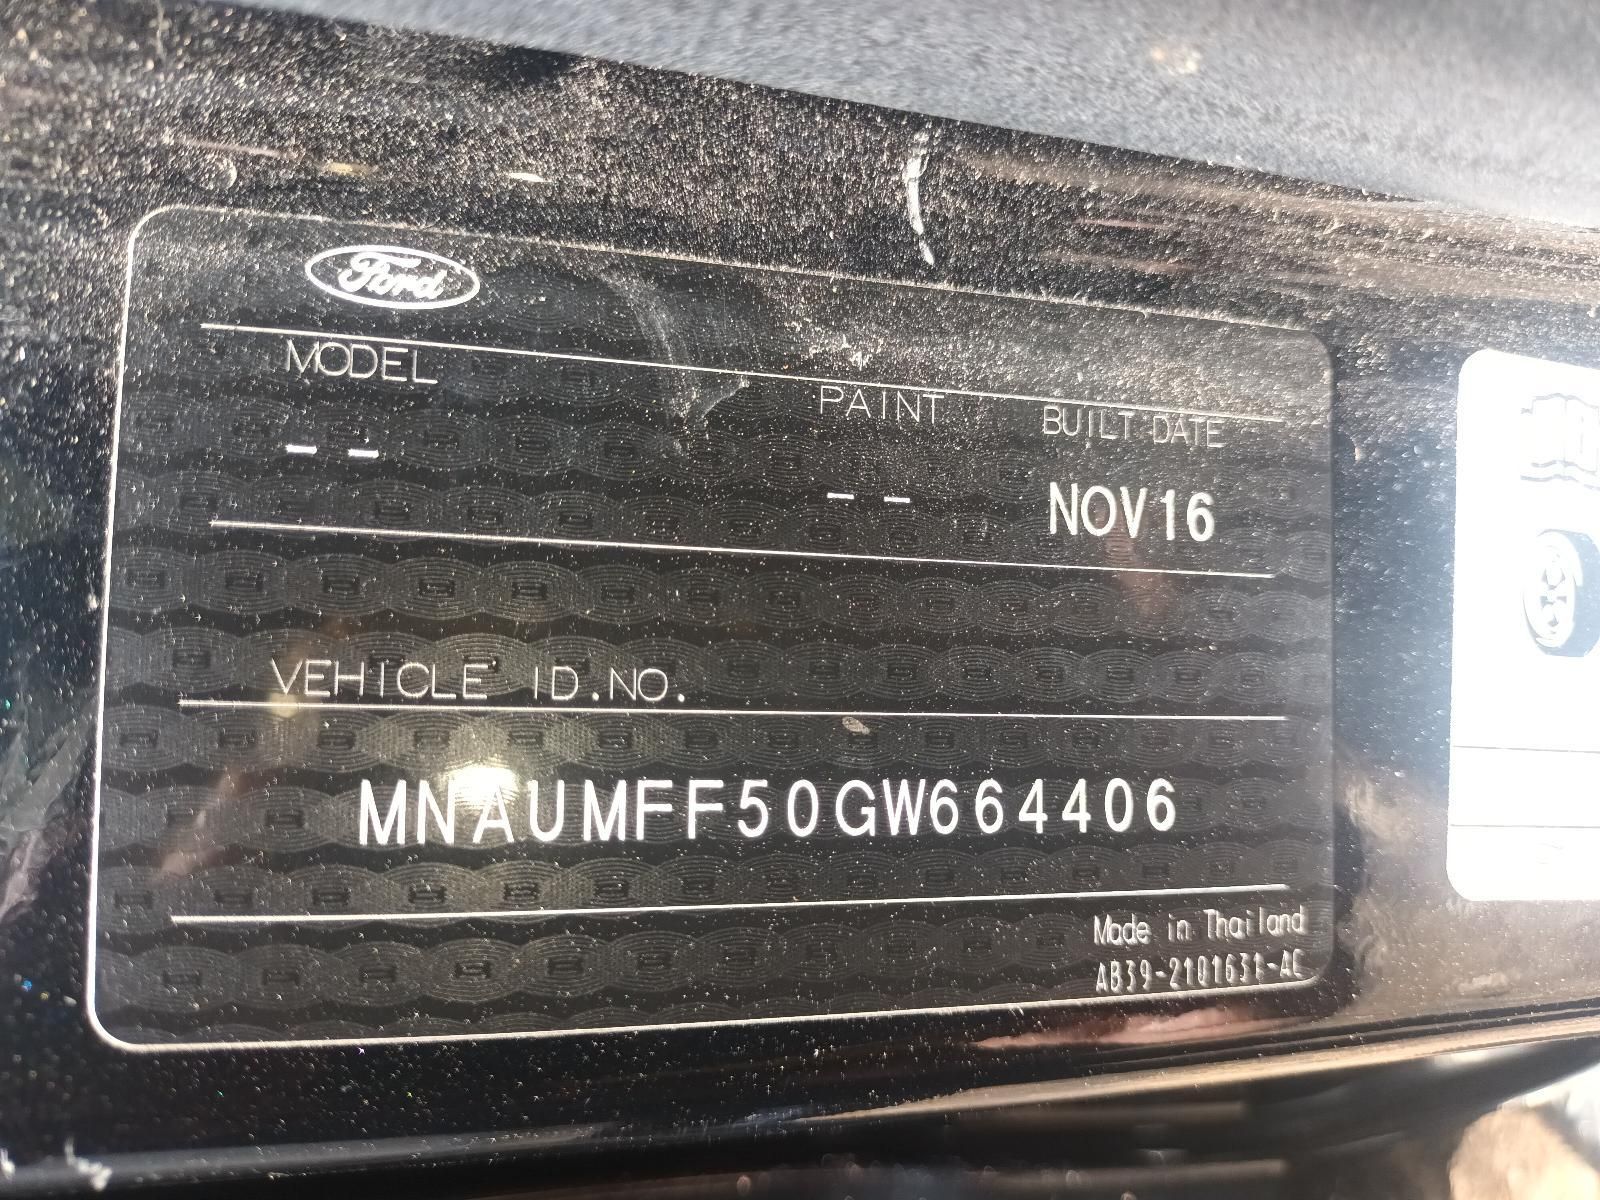 Ford
MODEL PAINT BUILT DATE
-- -- NOV16
VEHICLE ID.NO.
MNAUMFF50GW664406
Made in Thailand
AB39-2101631-AC